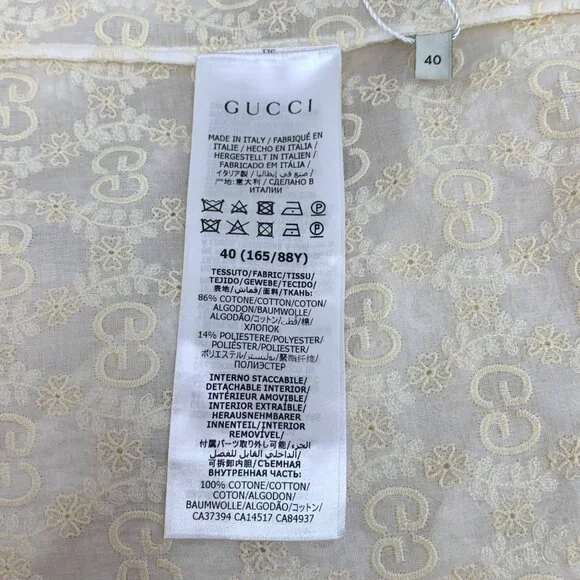 40
GUCCI
MADE IN ITALY / FABRIQUÉ EN
ITALIE / HECHO EN ITALIA /
HERGESTELLT IN ITALIEN /
FABRICADO EM ITÁLIA /
イタリア製 / صنع في إيطاليا /
产地:意大利 / СДЕЛАНО В
ИТАЛИИ
40 (165/88Y)
TESSUTO/FABRIC/TISSU/
TEJIDO/GEWEBE/TECIDO/
表地/قماش/面料/ТКАНЬ:
86% COTONE/COTTON/COTON/
ALGODON/BAUMWOLLE/
ALGODÃO/コットン/قطن/棉/
ХЛОПОК
14% POLIESTERE/POLYESTER/
POLIÉSTER/POLYESTER/
ポリエステル/بوليستر/聚酯纤维/
ПОЛИЭСТЕР
INTERNO STACCABILE/
DETACHABLE INTERIOR/
INTÉRIEUR AMOVIBLE/
INTERIOR EXTRAÍBLE/
HERAUSNEHMBARER
INNENTEIL/INTERIOR
REMOVÍVEL/
付属パーツ取り外し可能/الجزء
الداخلي القابل للفصل/
可拆卸内胆/СЪЕМНАЯ
ВНУТРЕННЯЯ ЧАСТЬ:
100% COTONE/COTTON/
COTON/ALGODON/
BAUMWOLLE/ALGODÃO/コットン/
CA37394 CA14517 CA84937